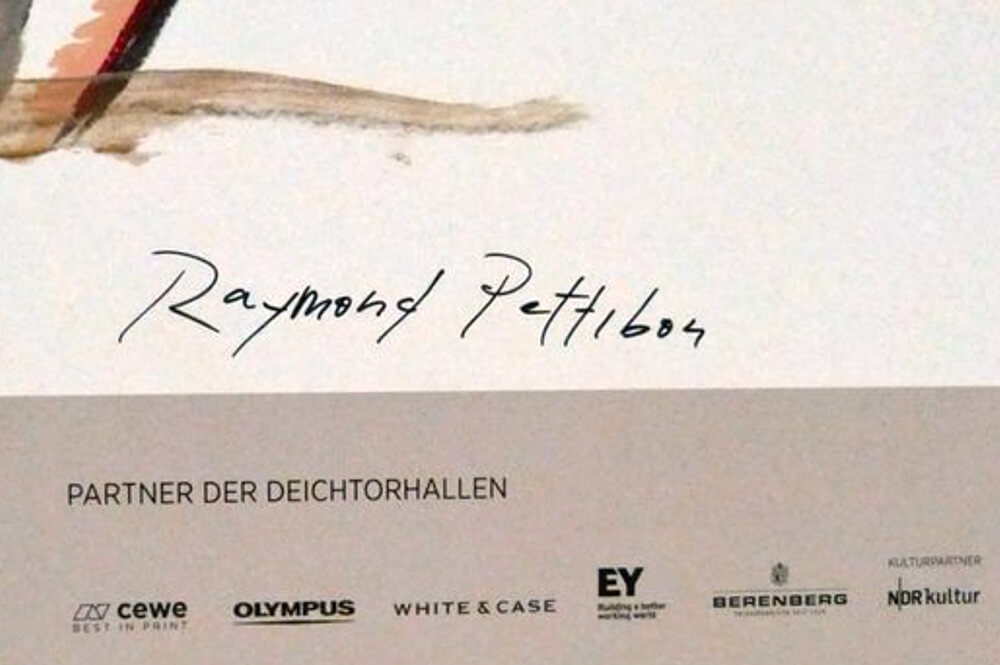 Raymond Pettibon
PARTNER DER DEICHTORHALLEN
KULTURPARTNER
cewe
BEST IN PRINT
OLYMPUS
WHITE & CASE
EY
Building a better
working world
BERENBERG
NDR kultur